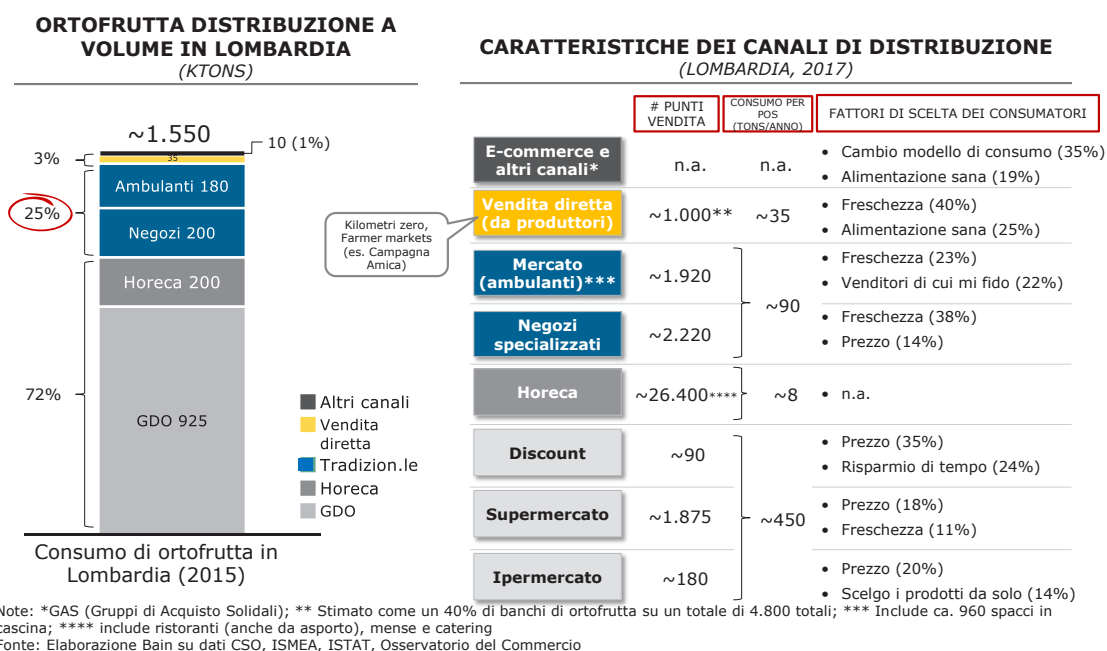 ORTOFRUTTA DISTRIBUZIONE A
VOLUME IN LOMBARDIA
(KTONS)
~1.550
10 (1%)
3%
35
Ambulanti 180
25%
Negozi 200
Horeca 200
72%
GDO 925
Altri canali
Vendita
diretta
Tradizion.le
Horeca
GDO
Consumo di ortofrutta in
Lombardia (2015)
CARATTERISTICHE DEI CANALI DI DISTRIBUZIONE
(LOMBARDIA, 2017)
# PUNTI
VENDITA
CONSUMO PER
POS
(TONS/ANNO)
FATTORI DI SCELTA DEI CONSUMATORI
E-commerce e
altri canali*
n.a.
n.a.
• Cambio modello di consumo (35%)
• Alimentazione sana (19%)
Kilometri zero,
Farmer markets
(es. Campagna
Amica)
Vendita diretta
(da produttori)
~1.000**
~35
• Freschezza (40%)
• Alimentazione sana (25%)
Mercato
(ambulanti)***
~1.920
• Freschezza (23%)
• Venditori di cui mi fido (22%)
~90
Negozi
specializzati
~2.220
• Freschezza (38%)
• Prezzo (14%)
Horeca
~26.400****
~8
• n.a.
Discount
~90
• Prezzo (35%)
• Risparmio di tempo (24%)
Supermercato
~1.875
~450
• Prezzo (18%)
• Freschezza (11%)
Ipermercato
~180
• Prezzo (20%)
• Scelgo i prodotti da solo (14%)
Note: *GAS (Gruppi di Acquisto Solidali); ** Stimato come un 40% di banchi di ortofrutta su un totale di 4.800 totali; *** Include ca. 960 spacci in
cascina; **** include ristoranti (anche da asporto), mense e catering
Fonte: Elaborazione Bain su dati CSO, ISMEA, ISTAT, Osservatorio del Commercio